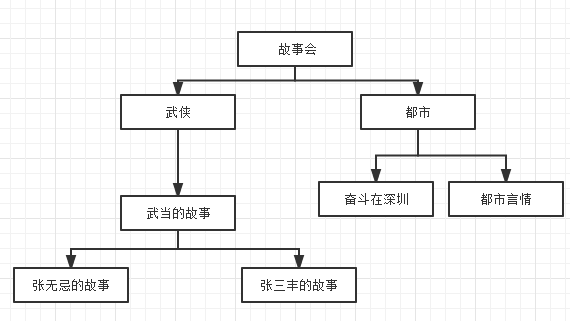 故事会
武侠
都市
武当的故事
奋斗在深圳
都市言情
张无忌的故事
张三丰的故事